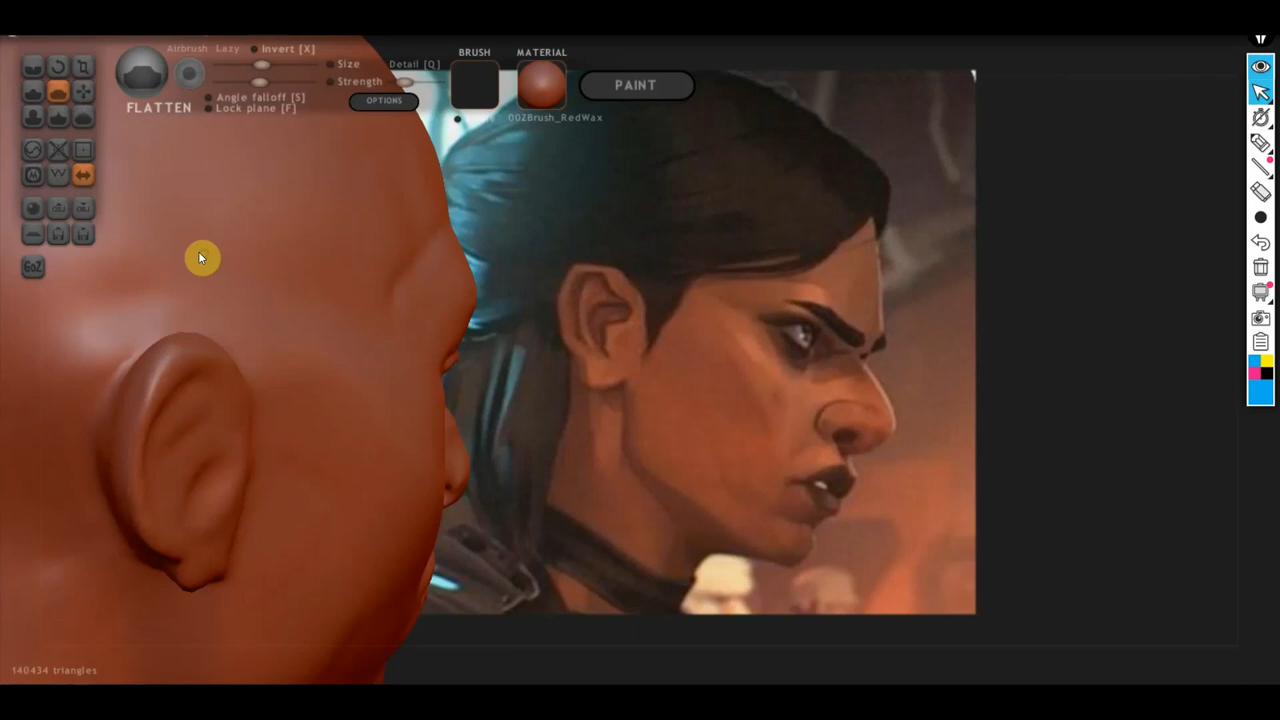 Airbrush Lazy Invert [X]
Size
Strength
Detail [Q]
Angle falloff [S]
Lock plane [F]
FLATTEN
OPTIONS
BRUSH
MATERIAL
PAINT
00ZBrush_RedWax
GoZ
140434 triangles